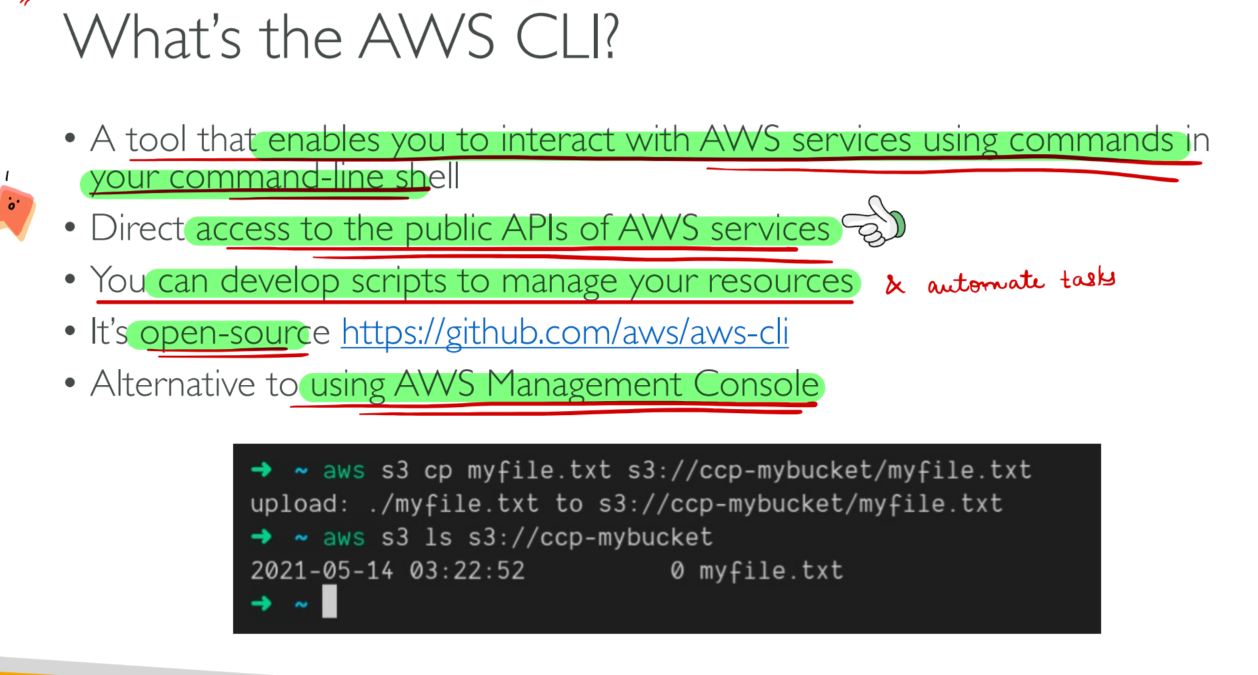 What's the AWS CLI?
• A tool that enables you to interact with AWS services using commands in
your command-line shell
• Direct access to the public APIs of AWS services
• You can develop scripts to manage your resources & automate tasks
• It's open-source https://github.com/aws/aws-cli
• Alternative to using AWS Management Console
➜ ~ aws s3 cp myfile.txt s3://ccp-mybucket/myfile.txt
upload: ./myfile.txt to s3://ccp-mybucket/myfile.txt
➜ ~ aws s3 ls s3://ccp-mybucket
2021-05-14 03:22:52 0 myfile.txt
➜ ~